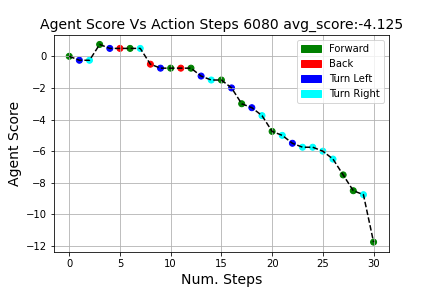 Agent Score Vs Action Steps 6080 avg_score:-4.125
Forward
Back
Turn Left
Turn Right
Agent Score
0
−2
−4
−6
−8
−10
−12
0 5 10 15 20 25 30
Num. Steps